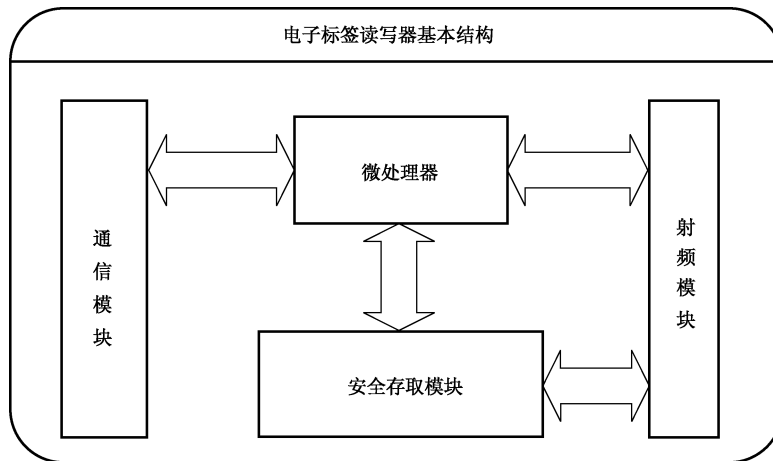 电子标签读写器基本结构
通信模块
微处理器
射频模块
安全存取模块